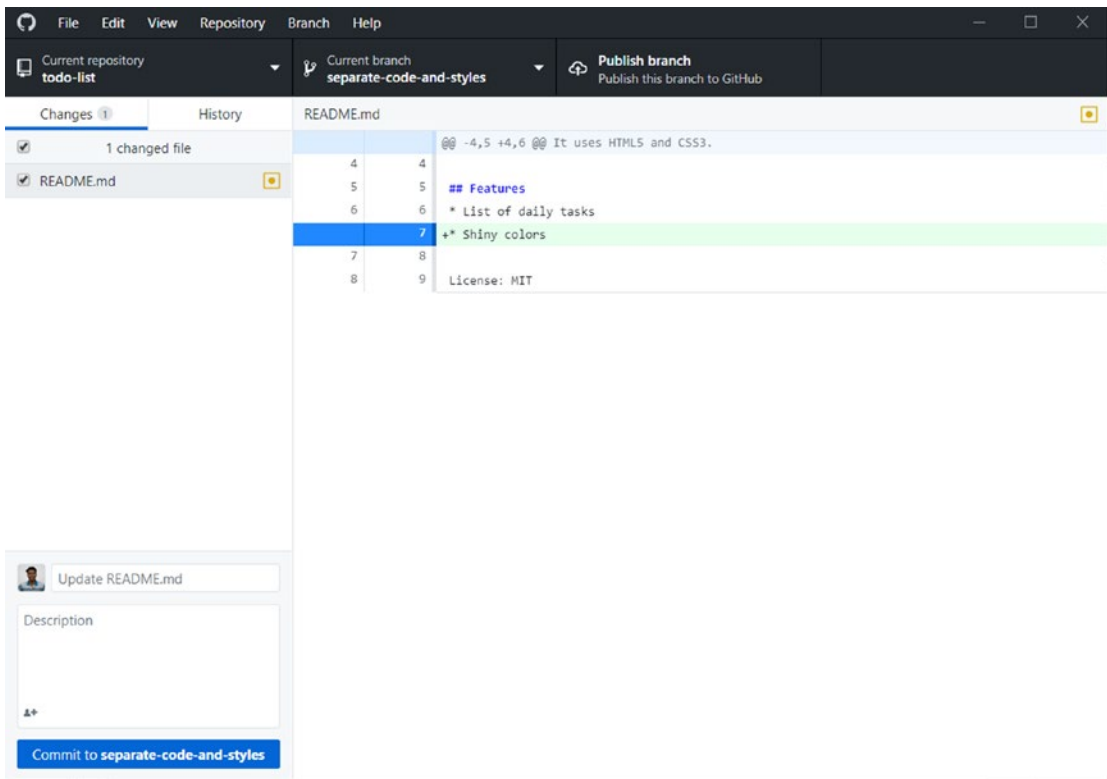 File Edit View Repository Branch Help
Current repository
todo-list
Current branch
separate-code-and-styles
Publish branch
Publish this branch to GitHub
Changes 1 History
README.md
1 changed file
README.md
@@ -4,5 +4,6 @@ It uses HTML5 and CSS3.
4 4
5 5 ## Features
6 6 * List of daily tasks
7 +* Shiny colors
7 8
8 9 License: MIT
Update README.md
Description
Commit to separate-code-and-styles